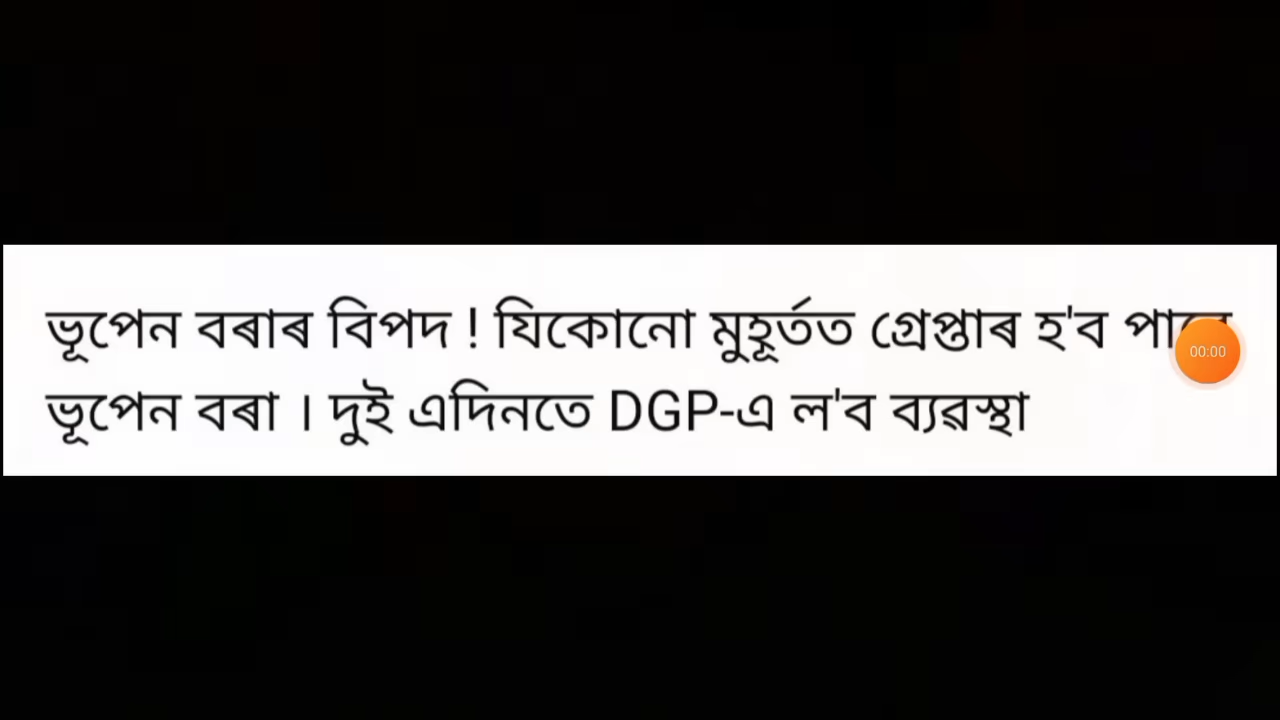 ভূপেন বৰাৰ বিপদ ! যিকোনো মুহূৰ্তত গ্ৰেপ্তাৰ হ'ব
ভূপেন বৰা । দুই এদিনতে DGP-এ ল'ব ব্যৱস্থা
00:00